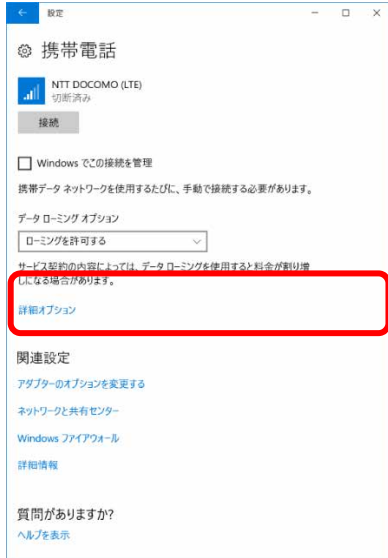 設定
携帯電話
NTT DOCOMO (LTE)
切断済み
接続
Windows でこの接続を管理
携帯データ ネットワークを使用するたびに、手動で接続する必要があります。
データ ローミング オプション
ローミングを許可する
サービス契約の内容によっては、データ ローミングを使用すると料金が割り増
しになる場合があります。
詳細オプション
関連設定
アダプターのオプションを変更する
ネットワークと共有センター
Windows ファイアウォール
詳細情報
質問がありますか?
ヘルプを表示